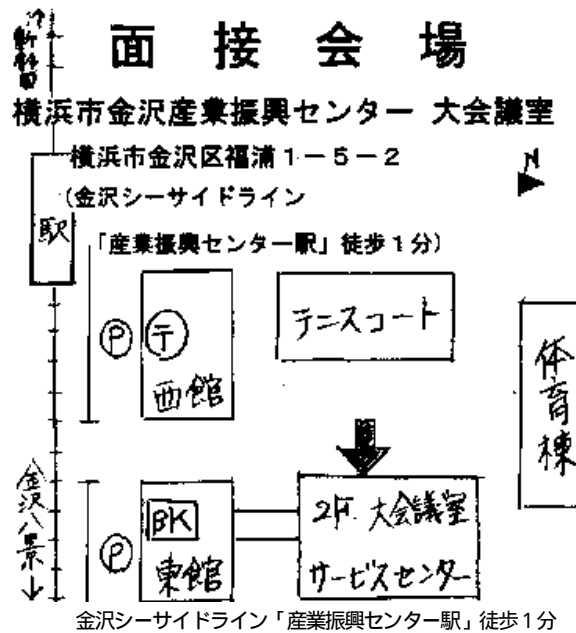 面接会場
横浜市金沢産業振興センター 大会議室
横浜市金沢区福浦1－5－2
(金沢シーサイドライン
「産業振興センター駅」徒歩1分)
N
駅
テニスコート
P
テ
西館
体育棟
金沢八景
BK
2F. 大会議室
P
東館
サービスセンター
金沢シーサイドライン「産業振興センター駅」徒歩1分